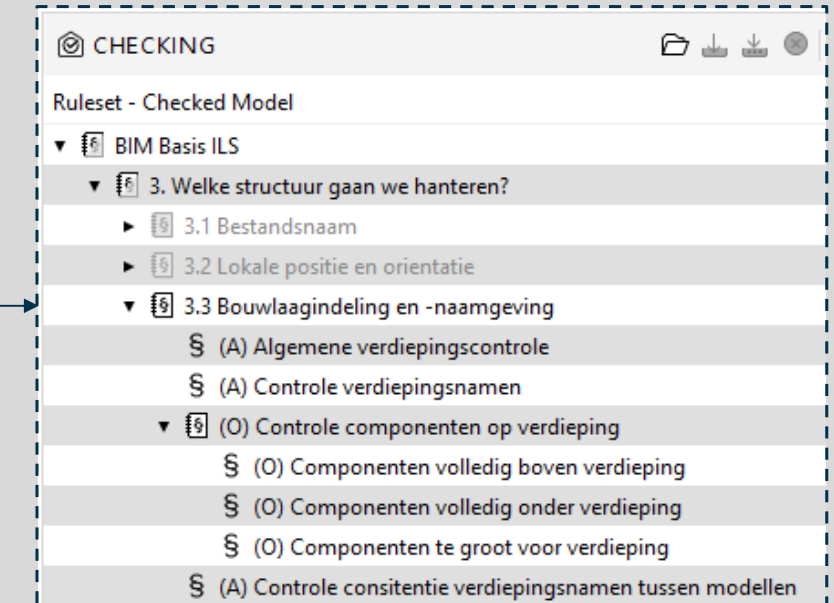 CHECKING
Ruleset - Checked Model
§ BIM Basis ILS
§ 3. Welke structuur gaan we hanteren?
§ 3.1 Bestandsnaam
§ 3.2 Lokale positie en orientatie
§ 3.3 Bouwlaagindeling en -naamgeving
§ (A) Algemene verdiepingscontrole
§ (A) Controle verdiepingsnamen
§ (O) Controle componenten op verdieping
§ (O) Componenten volledig boven verdieping
§ (O) Componenten volledig onder verdieping
§ (O) Componenten te groot voor verdieping
§ (A) Controle consitentie verdiepingsnamen tussen modellen